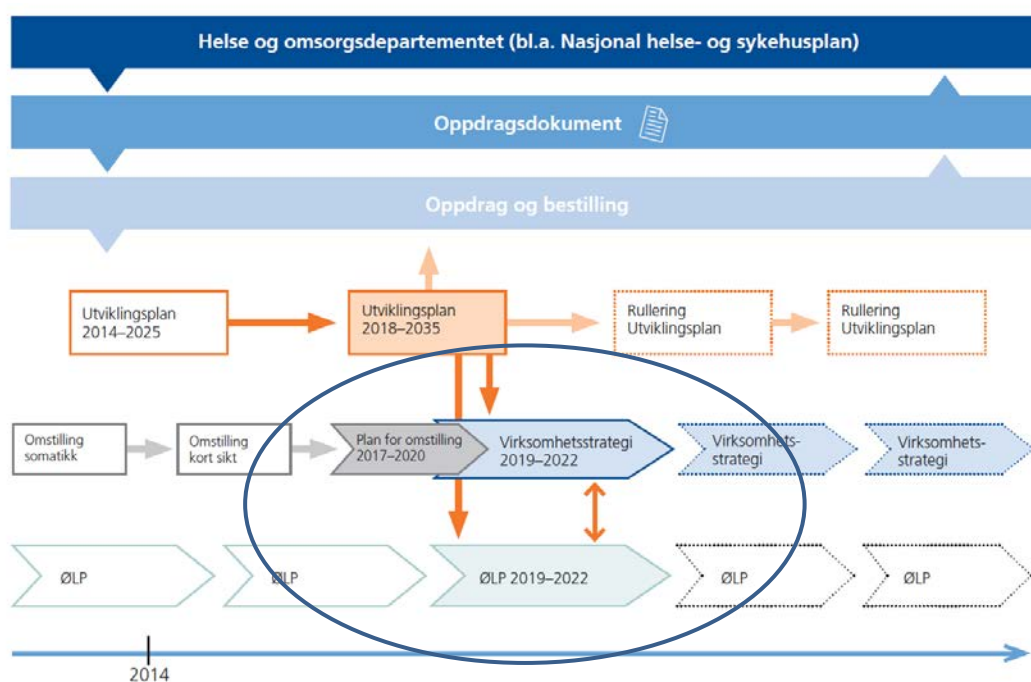 Helse og omsorgsdepartementet (bl.a. Nasjonal helse- og sykehusplan)
Oppdragsdokument
Oppdrag og bestilling
Utviklingsplan
2014–2025
Utviklingsplan
2018–2035
Rullering
Utviklingsplan
Rullering
Utviklingsplan
Omstilling
somatikk
Omstilling
kort sikt
Plan for omstilling
2017–2020
Virksomhetsstrategi
2019–2022
Virksomhets-
strategi
Virksomhets-
strategi
ØLP
ØLP
ØLP 2019–2022
ØLP
ØLP
2014